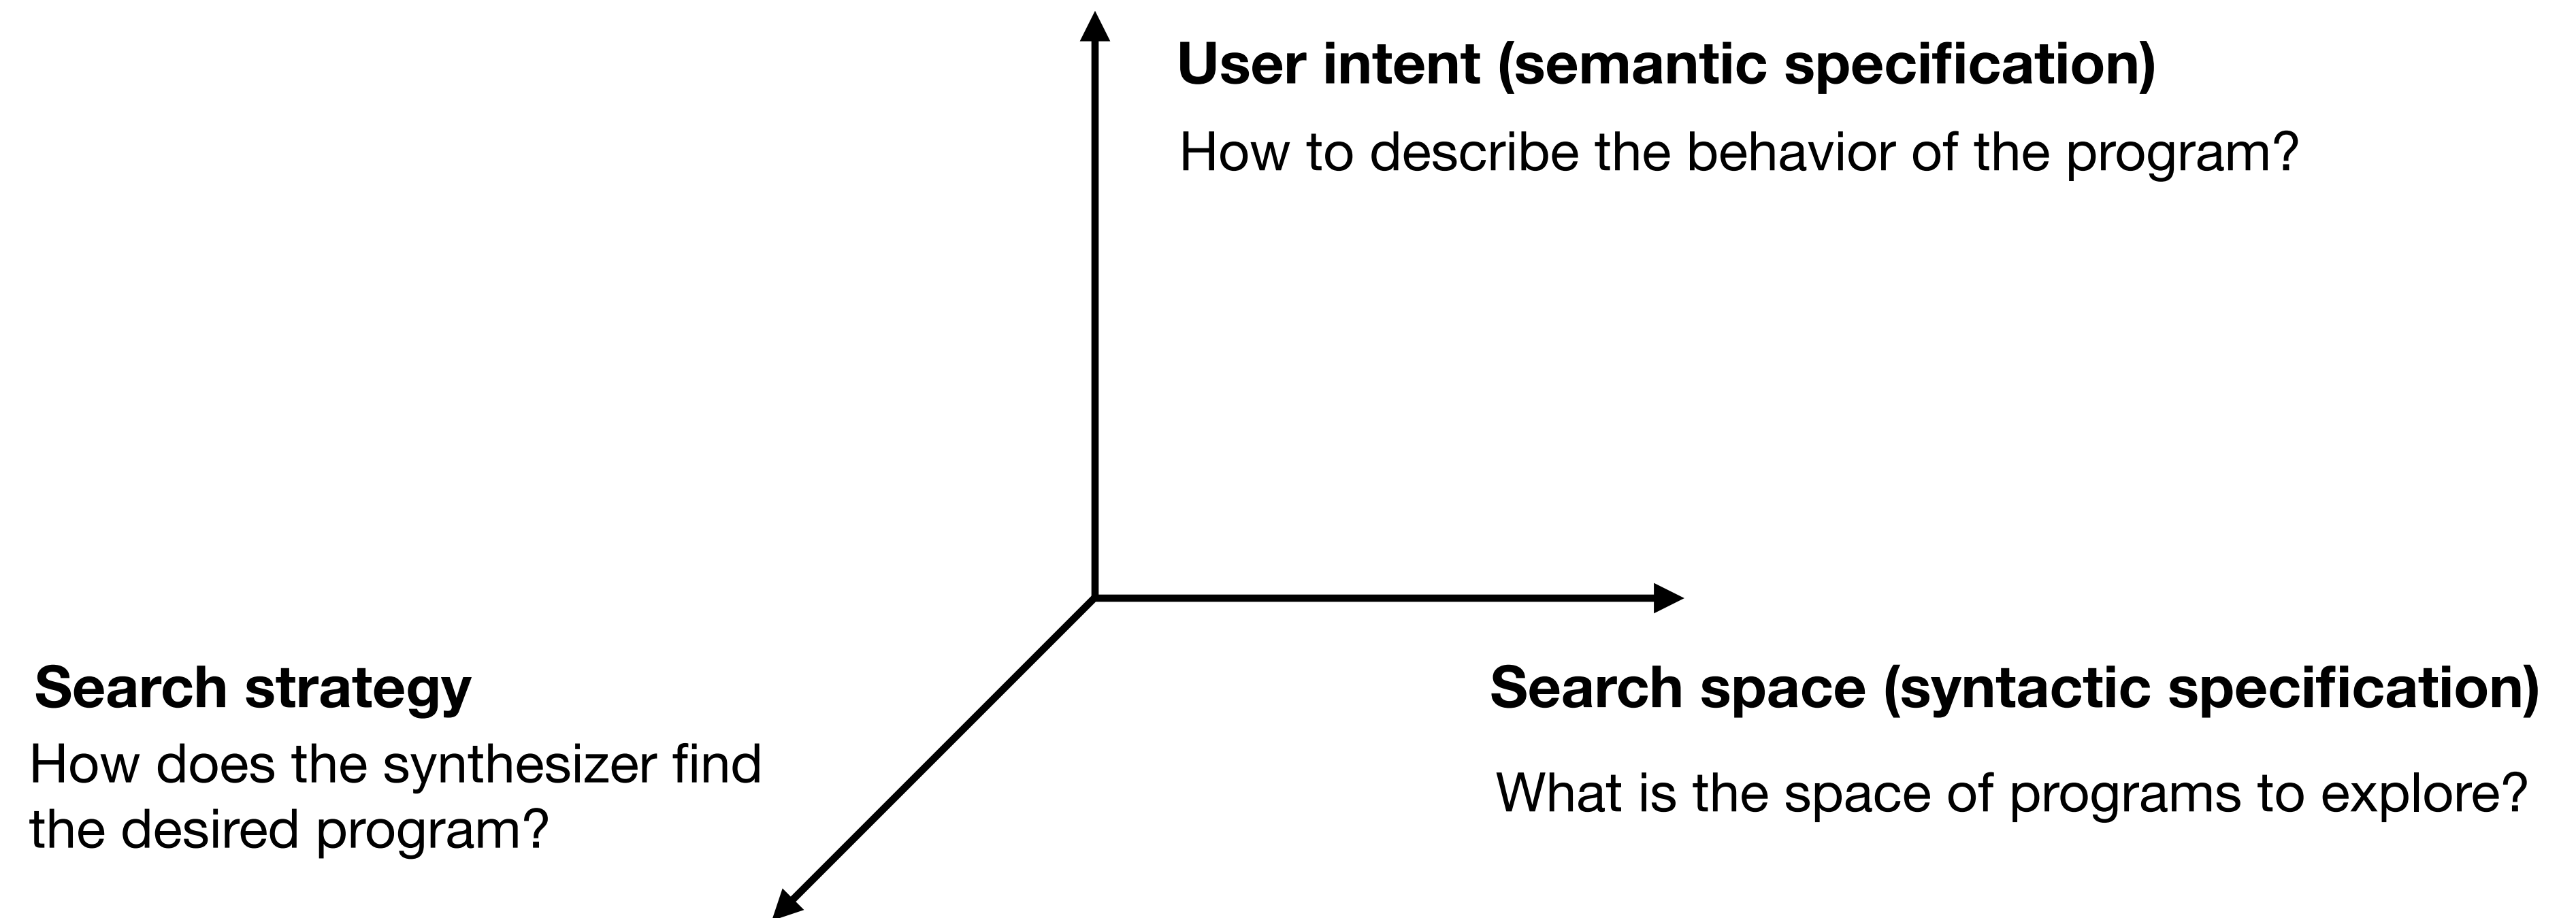 User intent (semantic specification)
How to describe the behavior of the program?
Search strategy
How does the synthesizer find
the desired program?
Search space (syntactic specification)
What is the space of programs to explore?